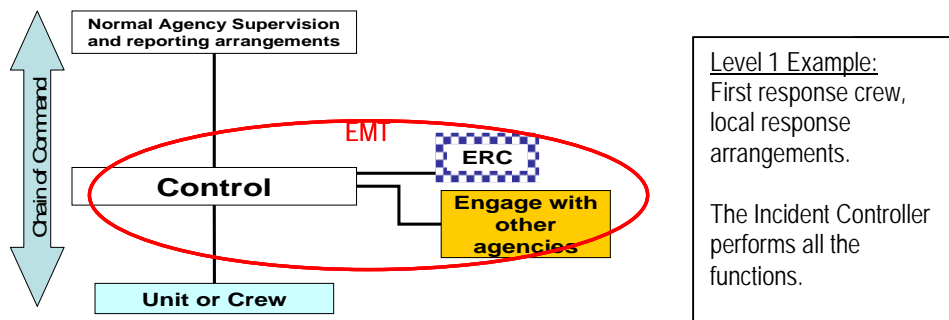 Normal Agency Supervision
and reporting arrangements
Chain of Command
EMT
ERC
Control
Engage with
other
agencies
Unit or Crew
Level 1 Example:
First response crew,
local response
arrangements.
The Incident Controller
performs all the
functions.